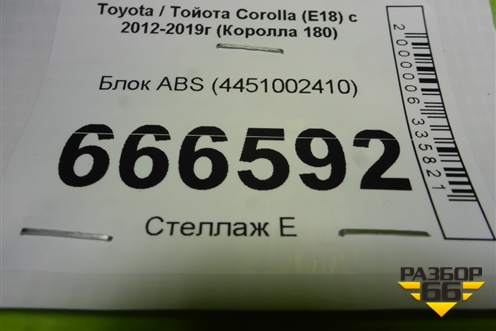 Toyota / Тойота Corolla (E18) с
2012-2019г (Королла 180)
Блок ABS (4451002410)
666592
Стеллаж Е
2000006335821
РАЗБОР
66